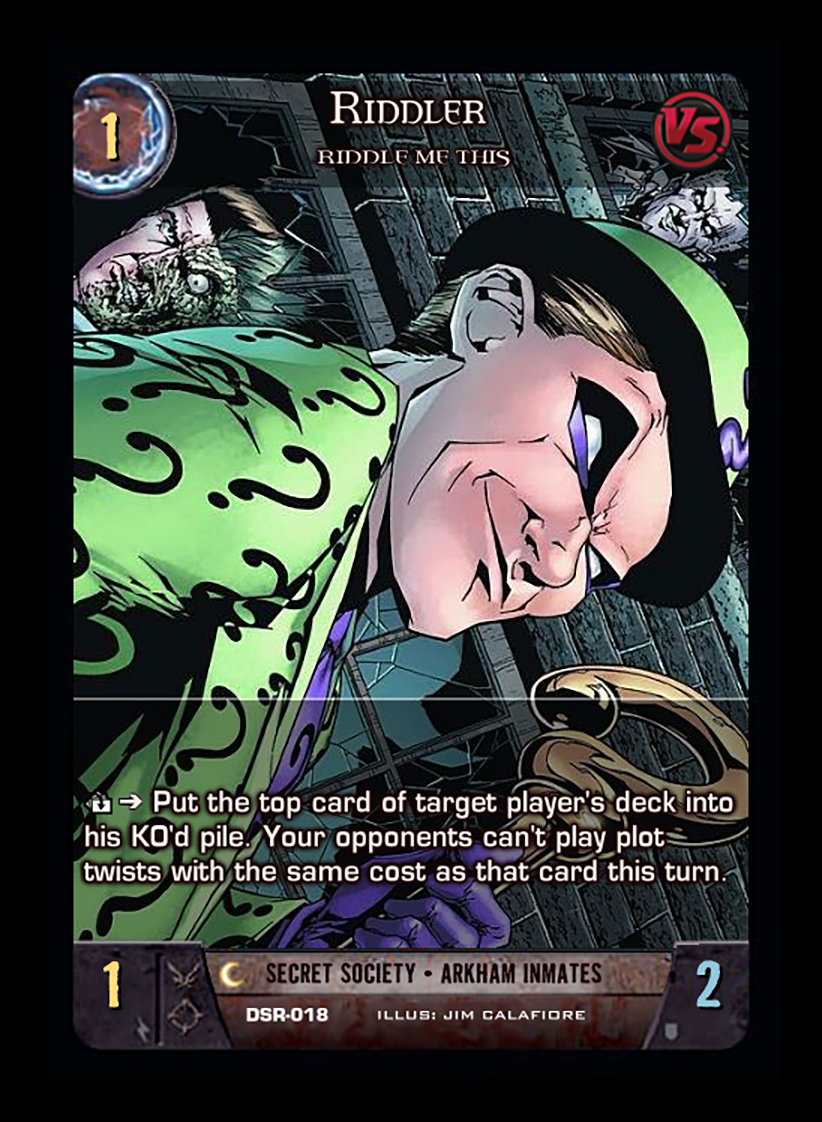 1
RIDDLER
RIDDLE ME THIS
VS.
Put the top card of target player's deck into
his KO'd pile. Your opponents can't play plot
twists with the same cost as that card this turn.
1
SECRET SOCIETY • ARKHAM INMATES
2
DSR-018 ILLUS: JIM CALAFIORE